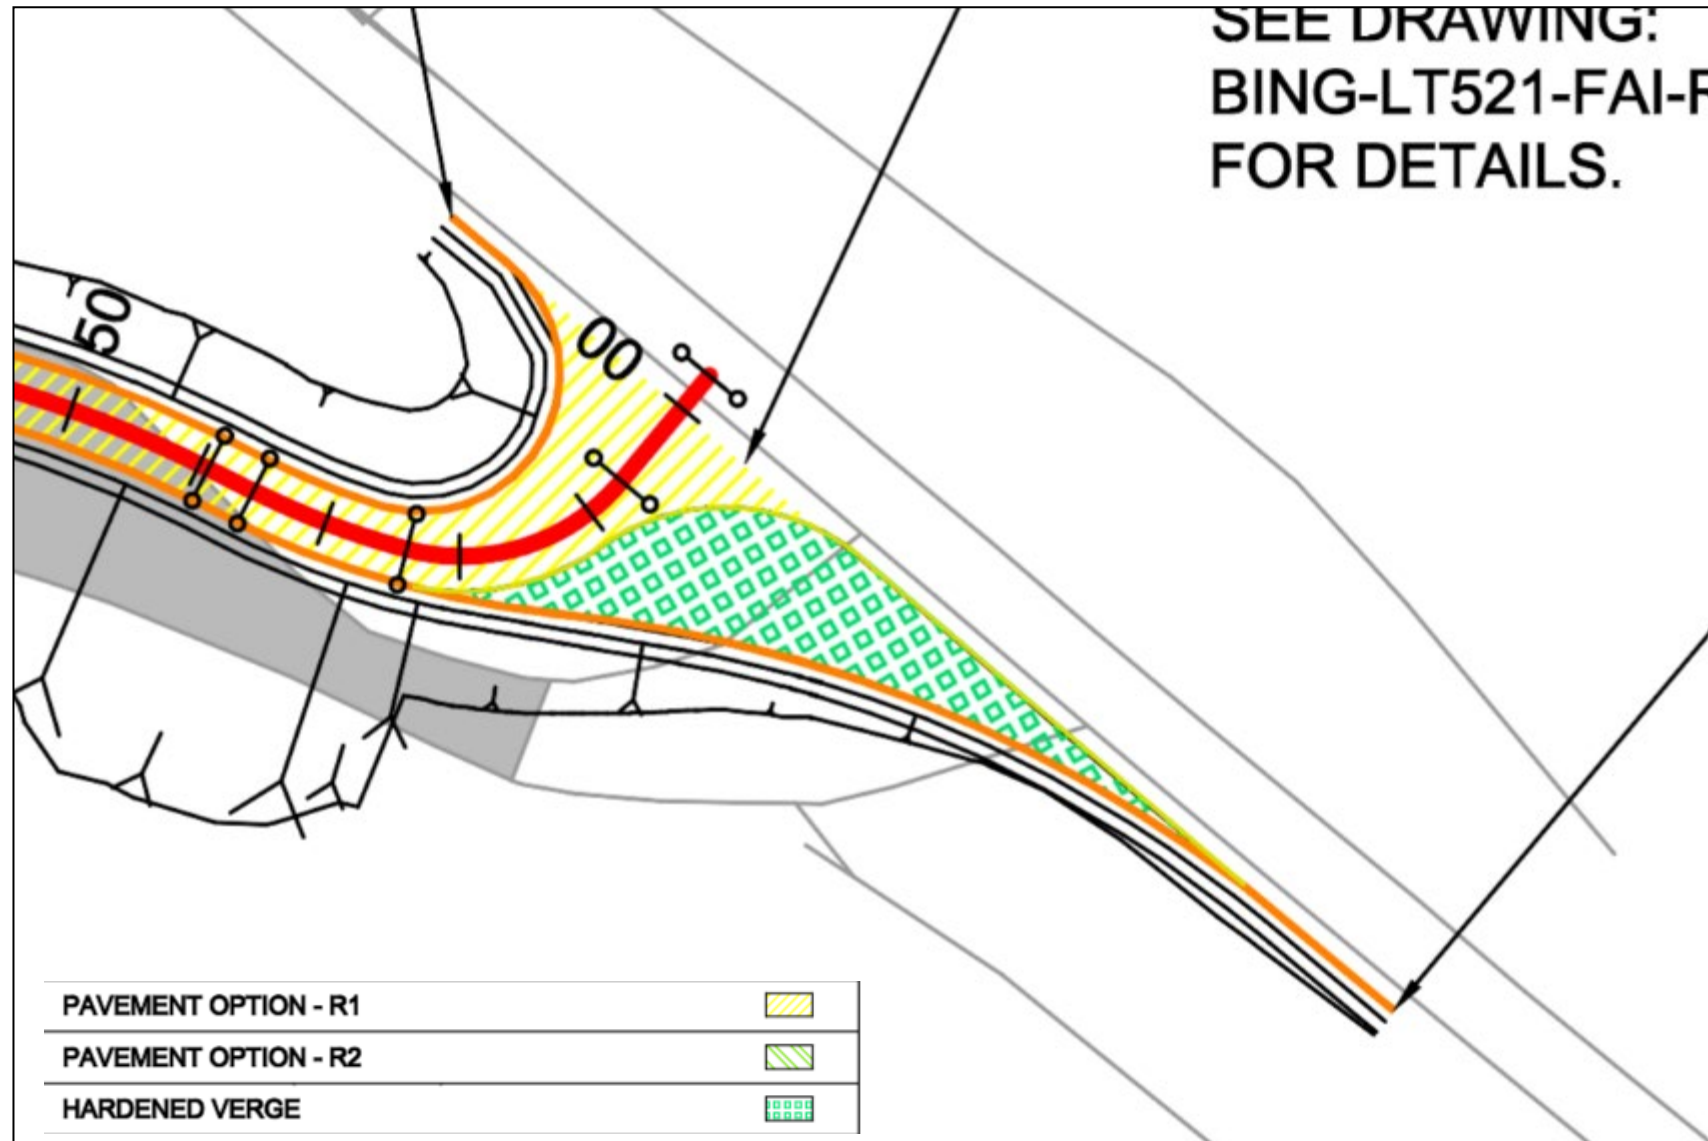 SEE DRAWING:
BING-LT521-FAI-R
FOR DETAILS.
50
00
PAVEMENT OPTION - R1
PAVEMENT OPTION - R2
HARDENED VERGE